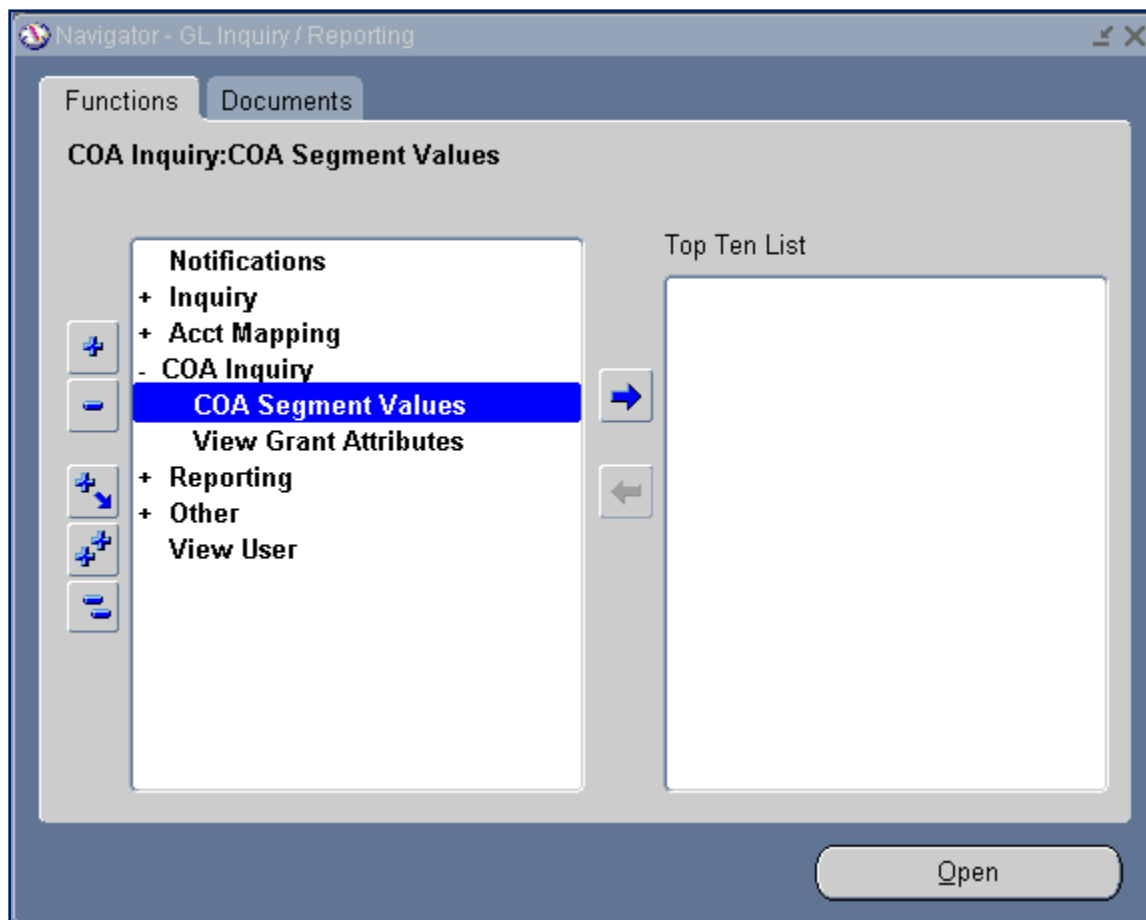 Navigator - GL Inquiry / Reporting
Functions
Documents
COA Inquiry:COA Segment Values
Top Ten List
Notifications
+ Inquiry
+ Acct Mapping
- COA Inquiry
COA Segment Values
View Grant Attributes
+ Reporting
+ Other
View User
Open